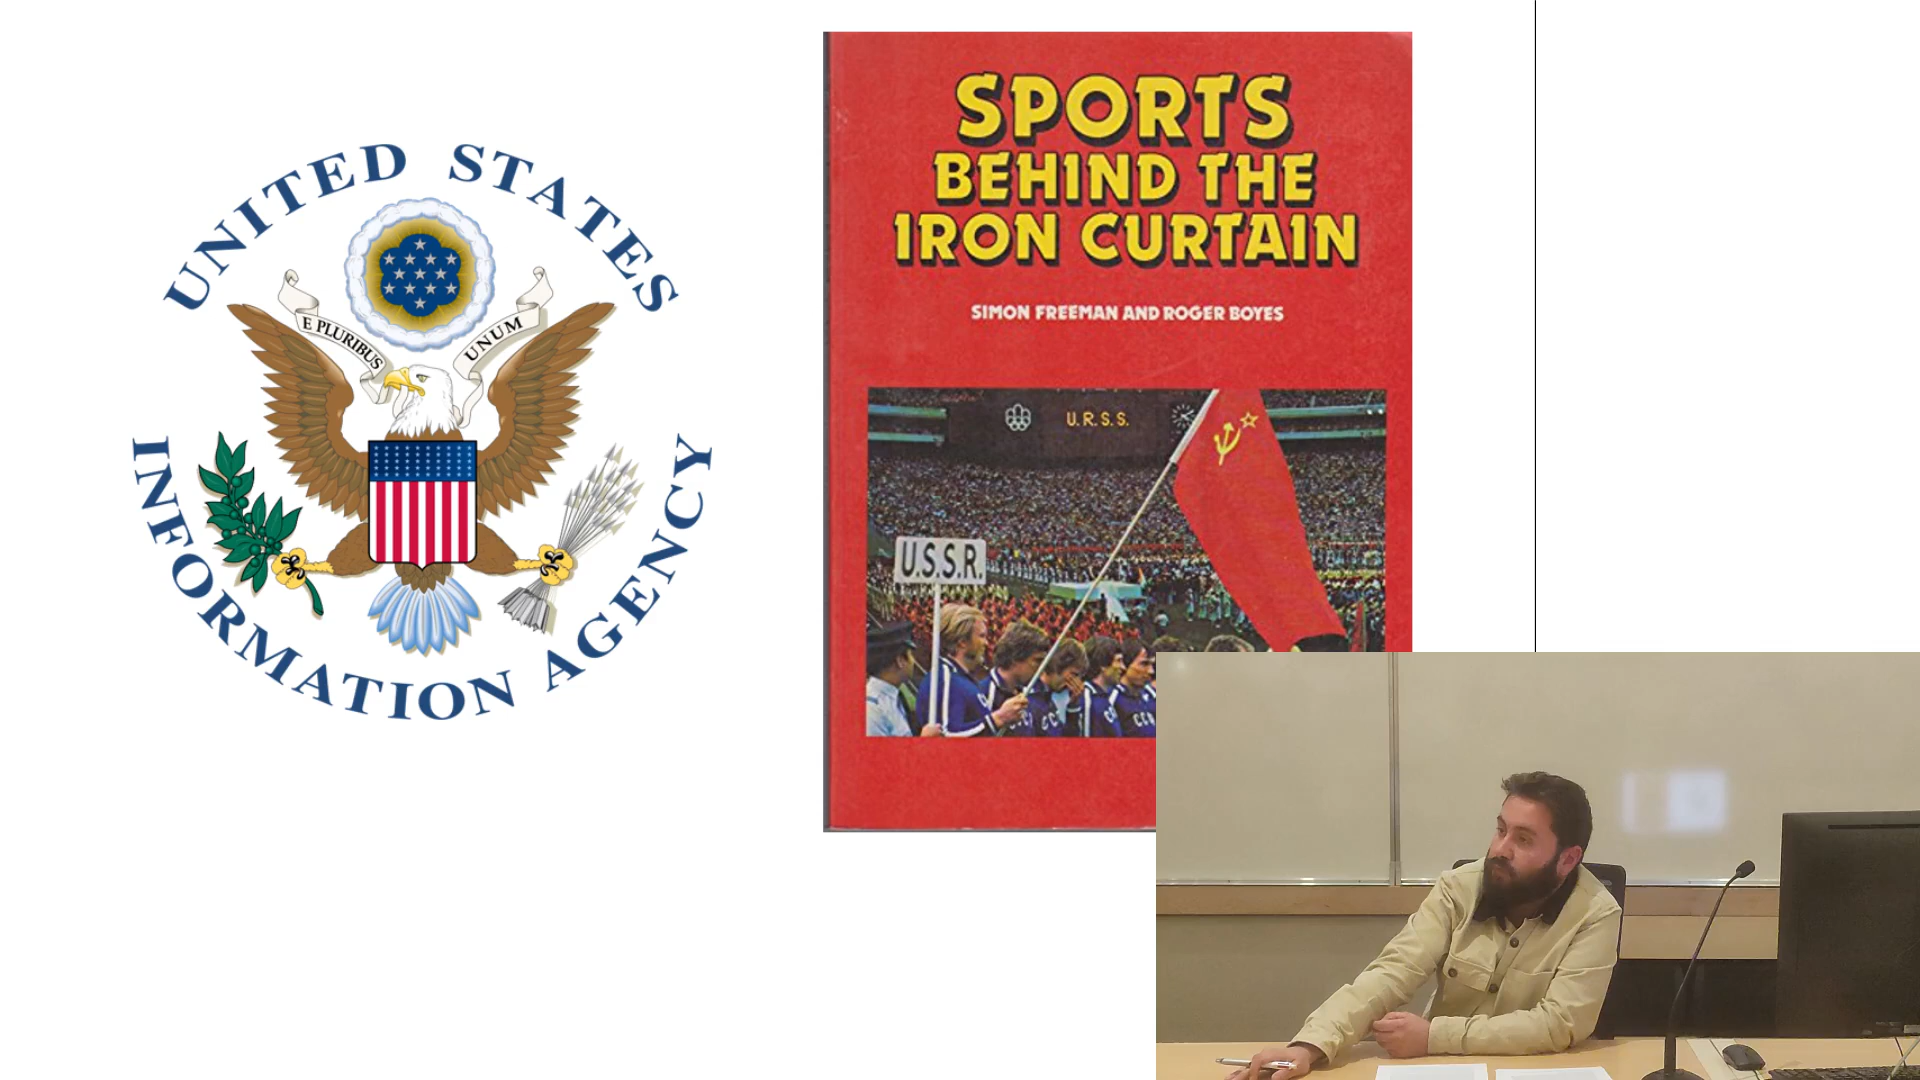 UNITED STATES
E PLURIBUS UNUM
INFORMATION AGENCY
SPORTS
BEHIND THE
IRON CURTAIN
SIMON FREEMAN AND ROGER BOYES
U.R.S.S.
U.S.S.R.